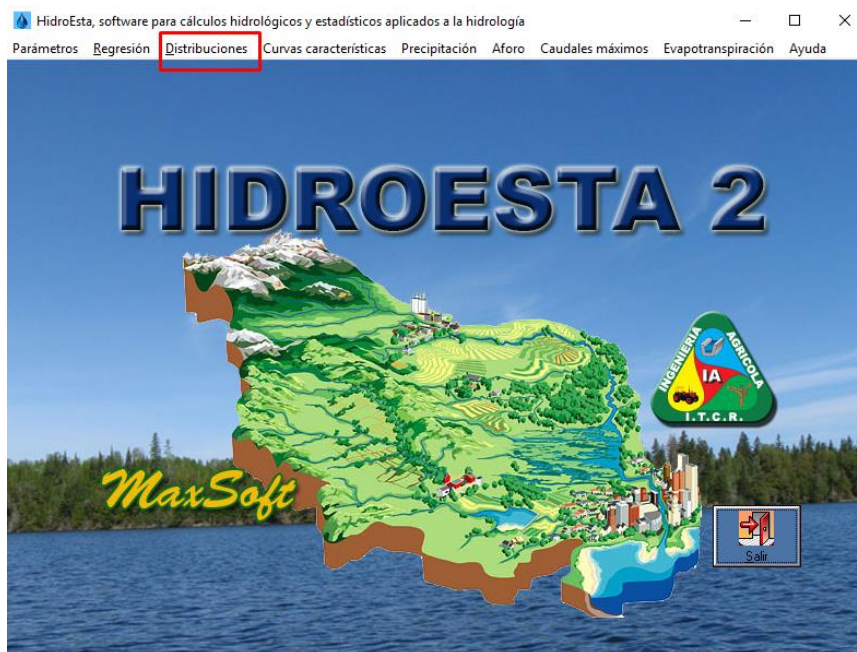 HidroEsta, software para cálculos hidrológicos y estadísticos aplicados a la hidrología
Parámetros Regresión Distribuciones Curvas características Precipitación Aforo Caudales máximos Evapotranspiración Ayuda
HIDROESTA 2
INGENIERIA AGRICOLA
IA
I.T.C.R.
MaxSoft
Salir